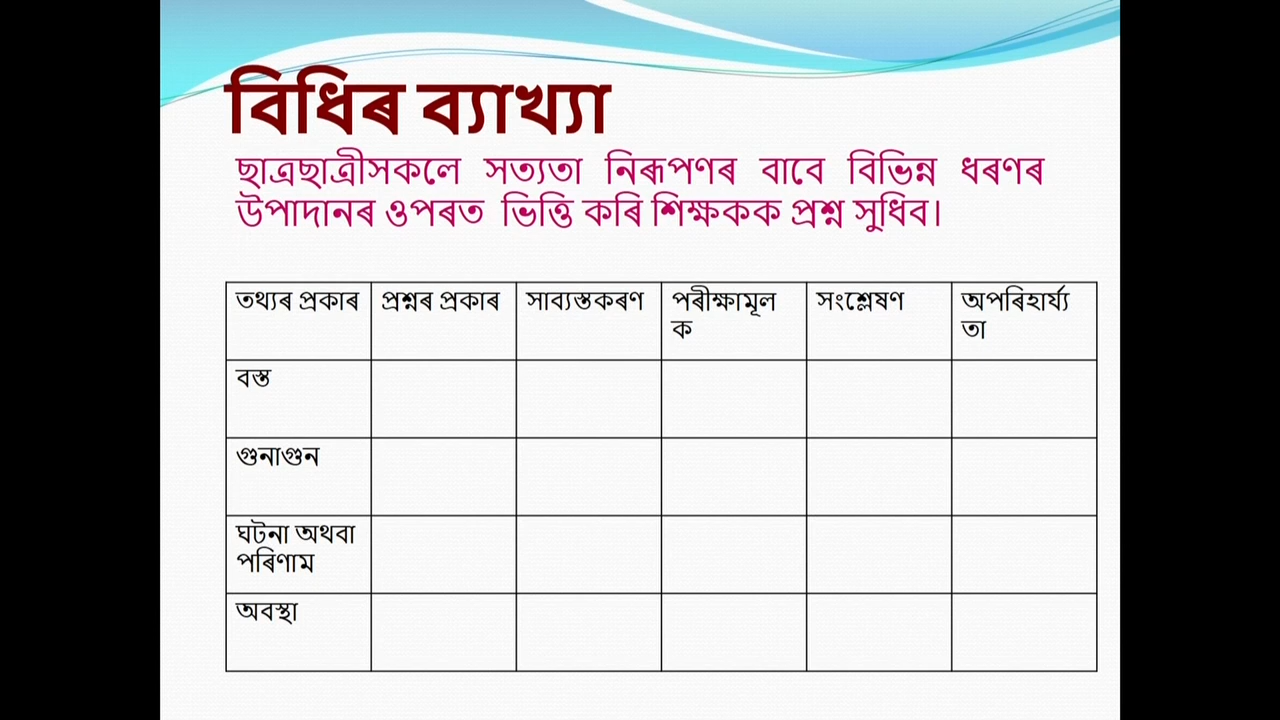 বিধিৰ ব্যাখ্যা
ছাত্ৰছাত্ৰীসকলে সত্যতা নিৰূপণৰ বাবে বিভিন্ন ধৰণৰ
উপাদানৰ ওপৰত ভিত্তি কৰি শিক্ষকক প্ৰশ্ন সুধিব।
তথ্যৰ প্ৰকাৰ প্ৰশ্নৰ প্ৰকাৰ সাব্যস্তকৰণ পৰীক্ষামূল সংশ্লেষণ অপৰিহাৰ্য্য
ক তা
বস্ত
গুনাগুন
ঘটনা অথবা
পৰিণাম
অবস্থা